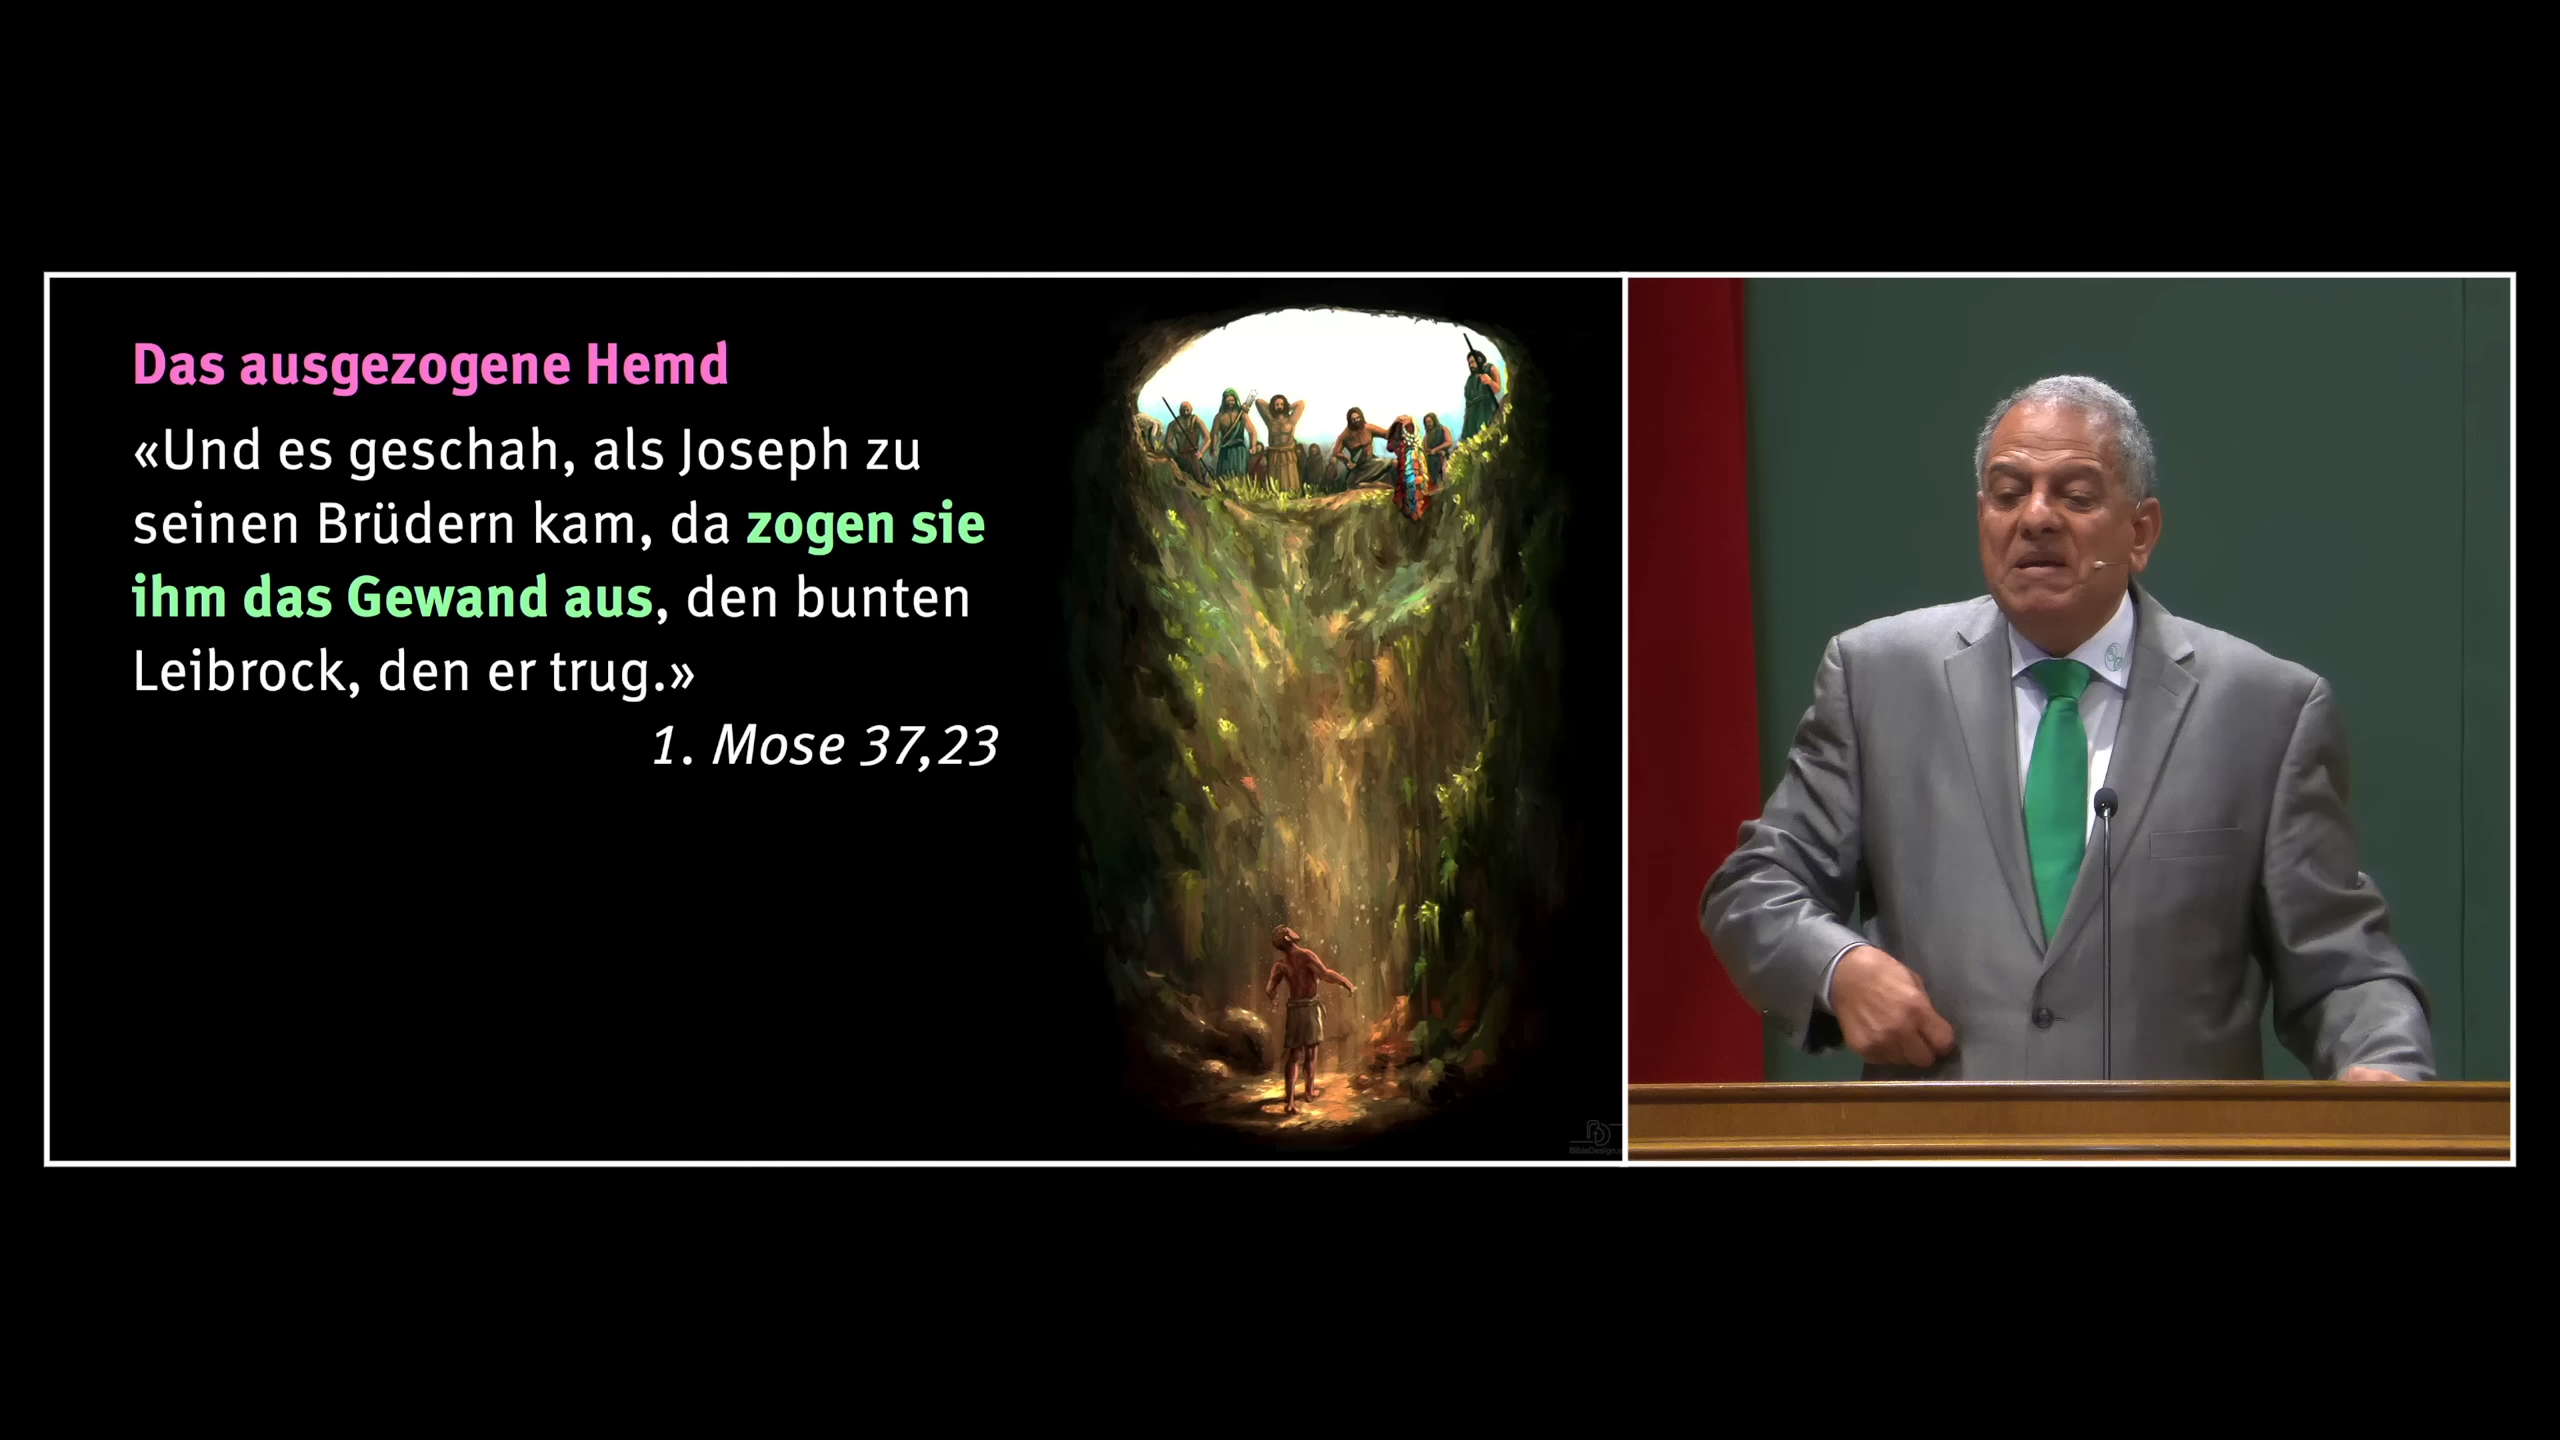 Das ausgezogene Hemd
«Und es geschah, als Joseph zu
seinen Brüdern kam, da zogen sie
ihm das Gewand aus, den bunten
Leibrock, den er trug.»
1. Mose 37,23